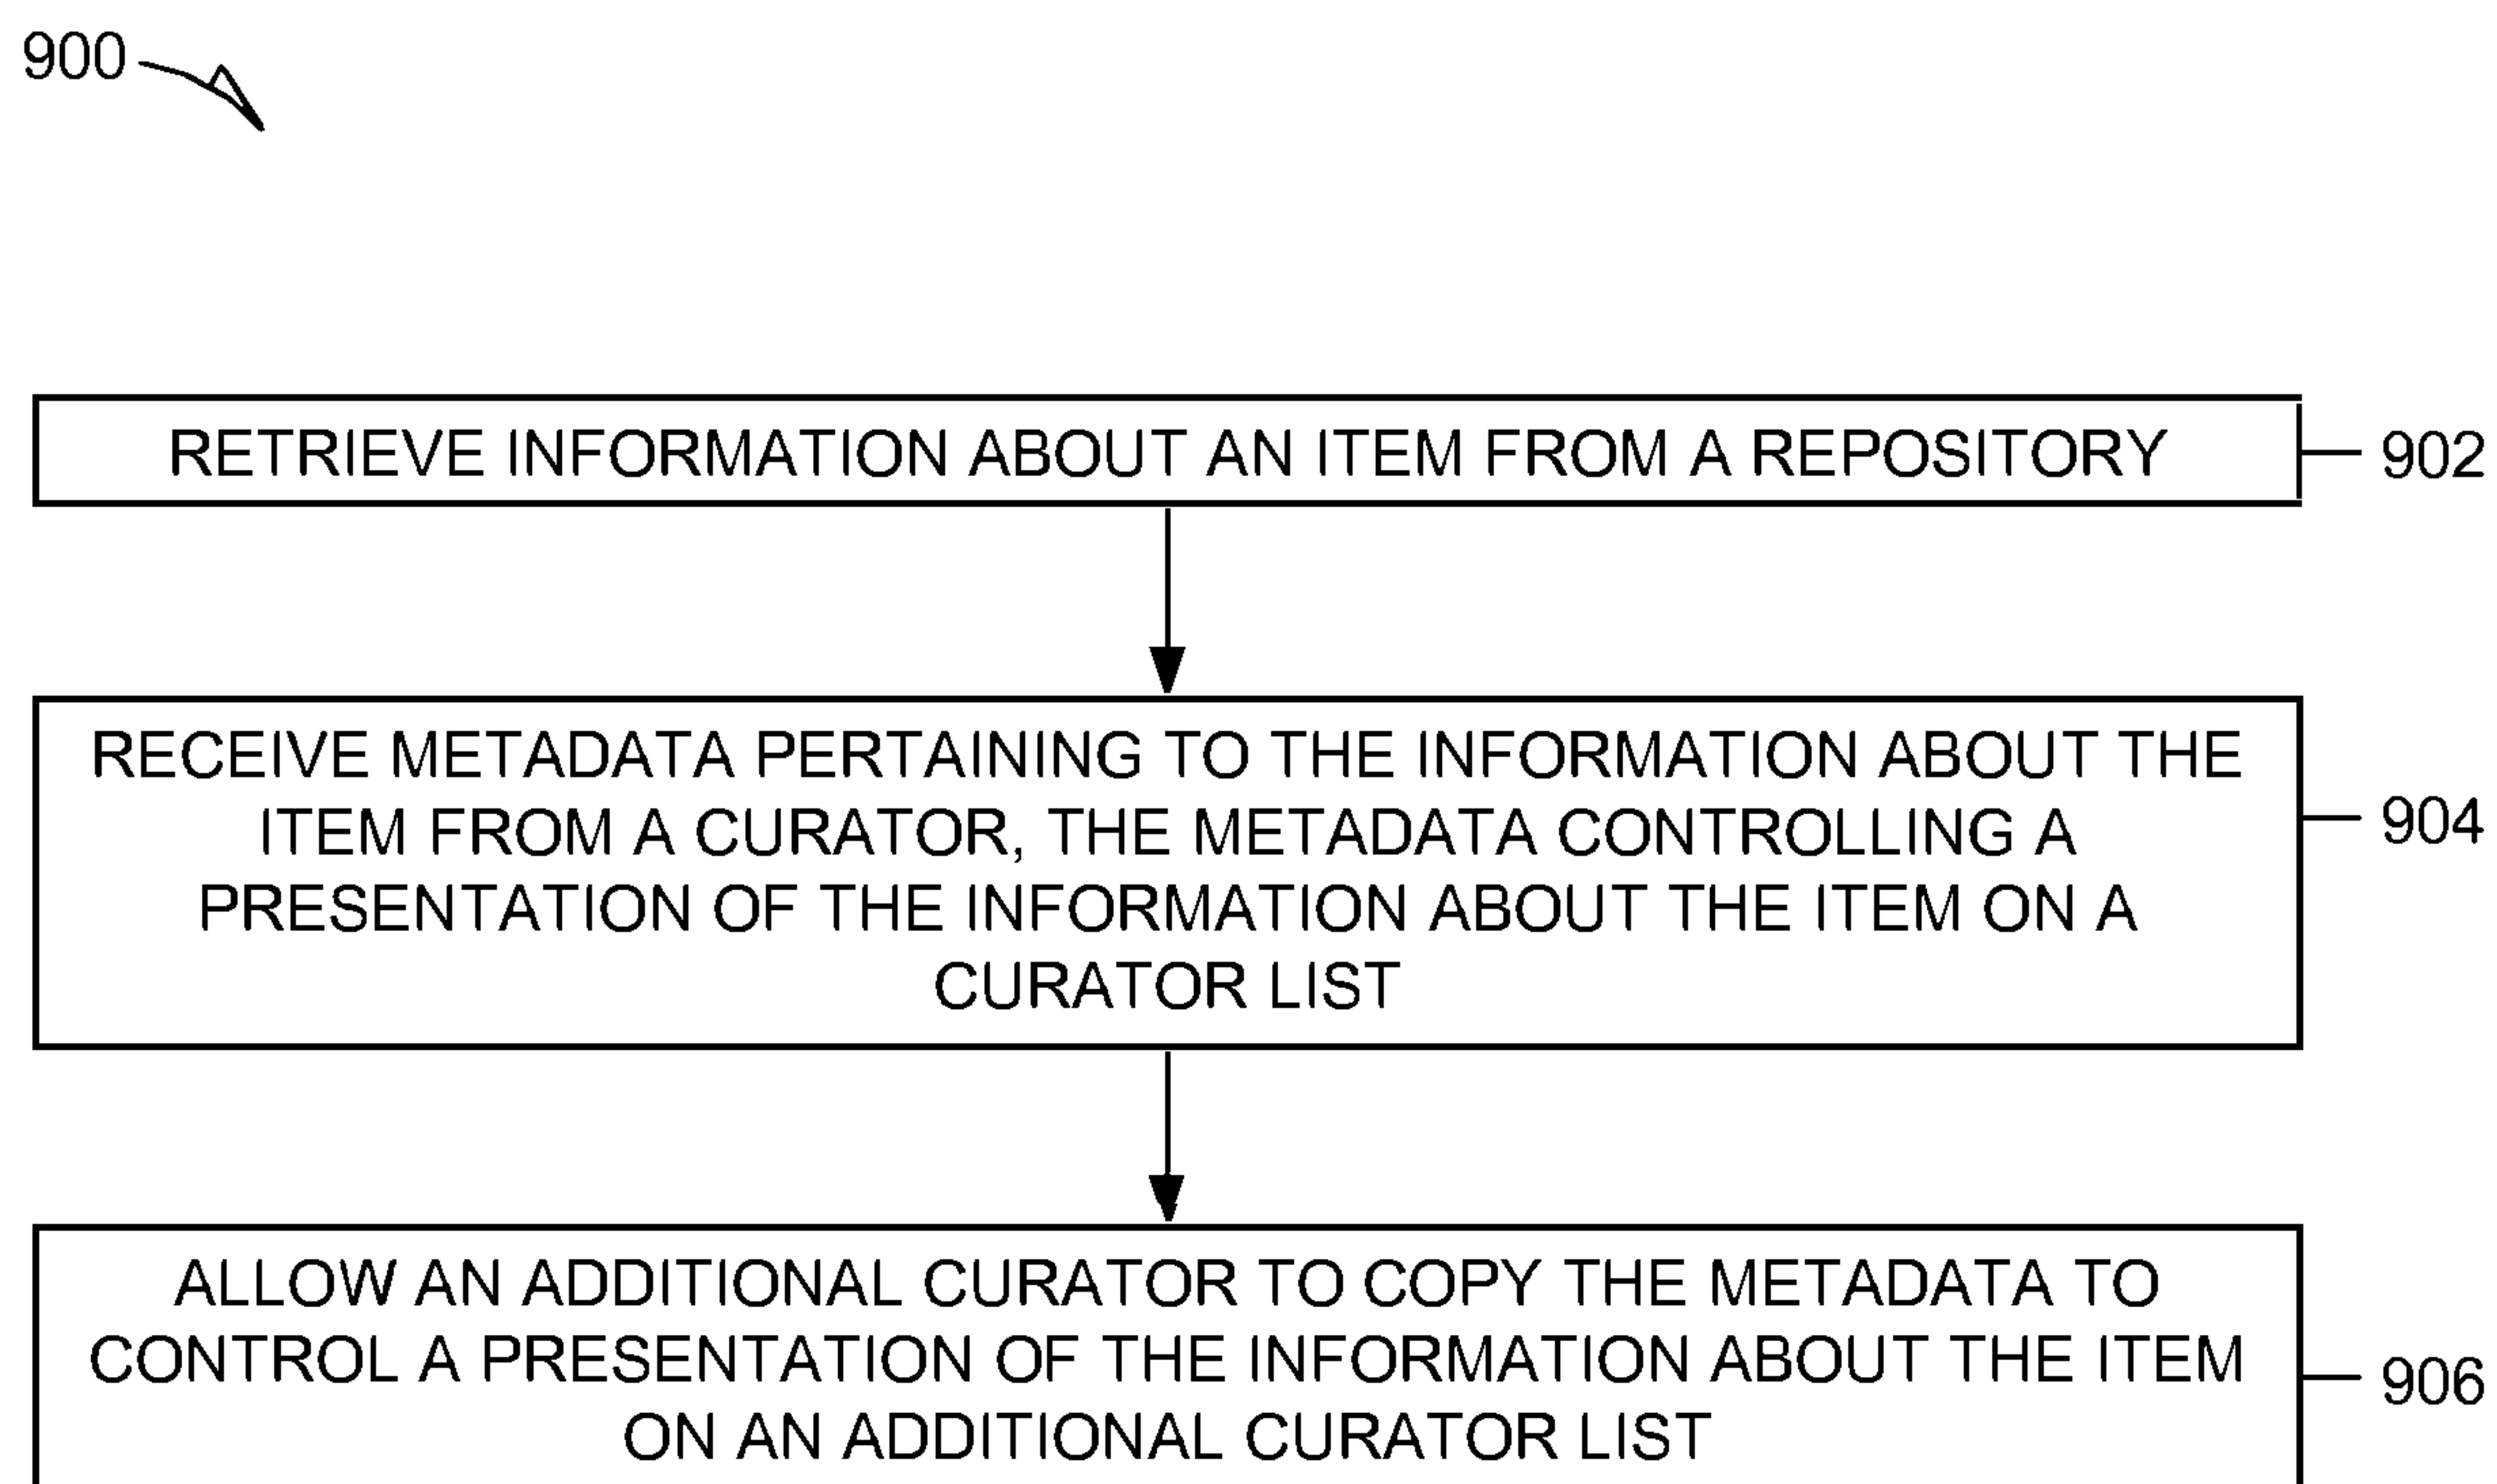 900
RETRIEVE INFORMATION ABOUT AN ITEM FROM A REPOSITORY
902
RECEIVE METADATA PERTAINING TO THE INFORMATION ABOUT THE
ITEM FROM A CURATOR, THE METADATA CONTROLLING A
PRESENTATION OF THE INFORMATION ABOUT THE ITEM ON A
CURATOR LIST
904
ALLOW AN ADDITIONAL CURATOR TO COPY THE METADATA TO
CONTROL A PRESENTATION OF THE INFORMATION ABOUT THE ITEM
ON AN ADDITIONAL CURATOR LIST
906